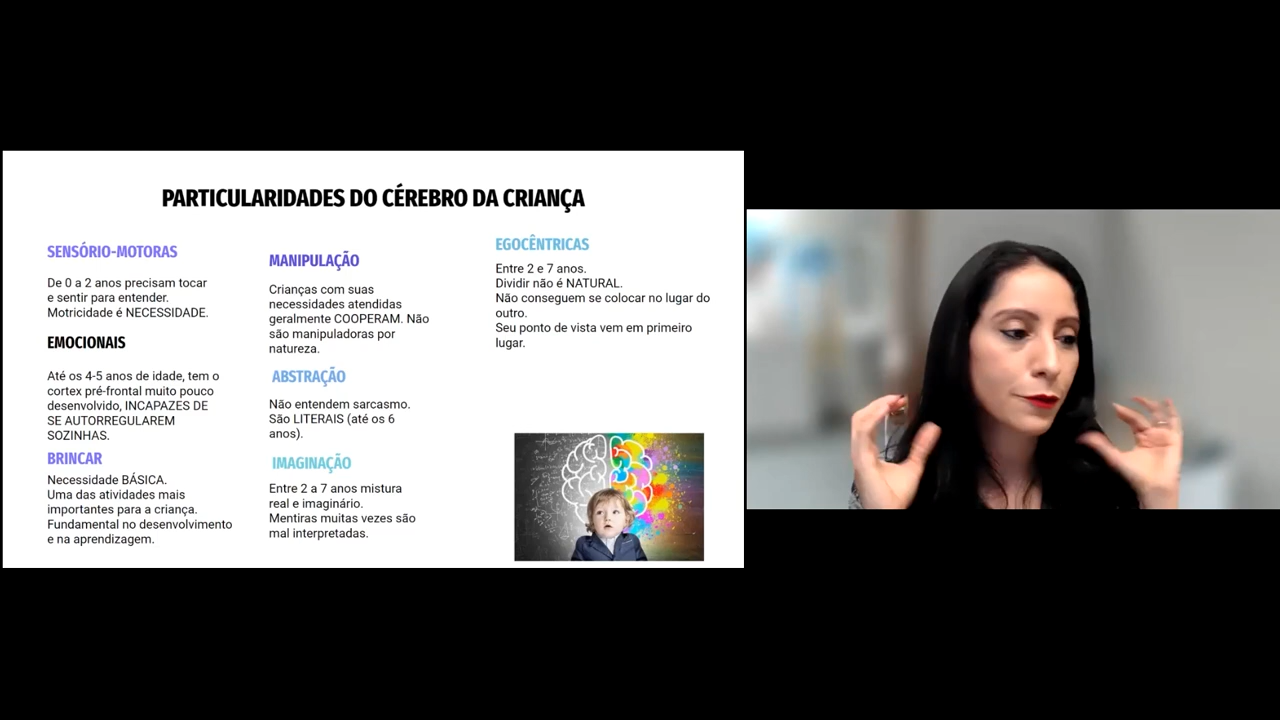 PARTICULARIDADES DO CÉREBRO DA CRIANÇA
SENSÓRIO-MOTORAS
De 0 a 2 anos precisam tocar
e sentir para entender.
Motricidade é NECESSIDADE.
EMOCIONAIS
Até os 4-5 anos de idade, tem o
cortex pré-frontal muito pouco
desenvolvido, INCAPAZES DE
SE AUTORREGULAREM
SOZINHAS.
BRINCAR
Necessidade BÁSICA.
Uma das atividades mais
importantes para a criança.
Fundamental no desenvolvimento
e na aprendizagem.
MANIPULAÇÃO
Crianças com suas
necessidades atendidas
geralmente COOPERAM. Não
são manipuladoras por
natureza.
ABSTRAÇÃO
Não entendem sarcasmo.
São LITERAIS (até os 6
anos).
IMAGINAÇÃO
Entre 2 a 7 anos mistura
real e imaginário.
Mentiras muitas vezes são
mal interpretadas.
EGOCÊNTRICAS
Entre 2 e 7 anos.
Dividir não é NATURAL.
Não conseguem se colocar no lugar do
outro.
Seu ponto de vista vem em primeiro
lugar.